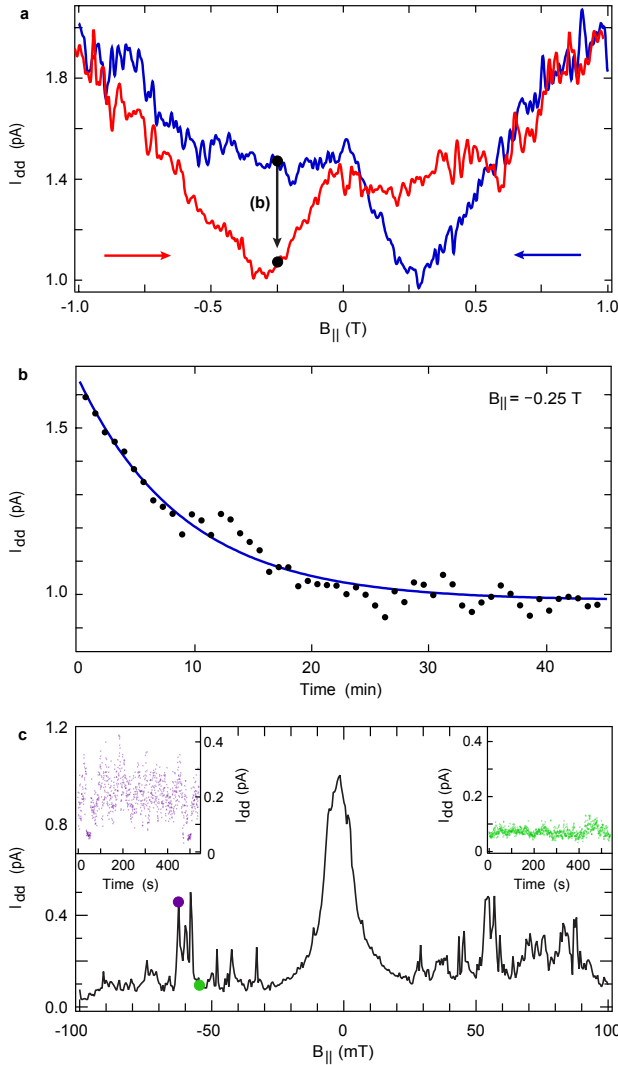 a
I_dd (pA)
1.8
1.4
1.0
(b)
-1.0 -0.5 0 0.5 1.0
B_|| (T)
b
B_|| = −0.25 T
I_dd (pA)
1.5
1.0
0 10 20 30 40
Time (min)
c
I_dd (pA)
1.2
0.8
0.4
0.0
0.4
0.2
0
I_dd (pA)
200 400
Time (s)
I_dd (pA)
0.4
0.2
0
0 200 400
Time (s)
-100 -50 0 50 100
B_|| (mT)